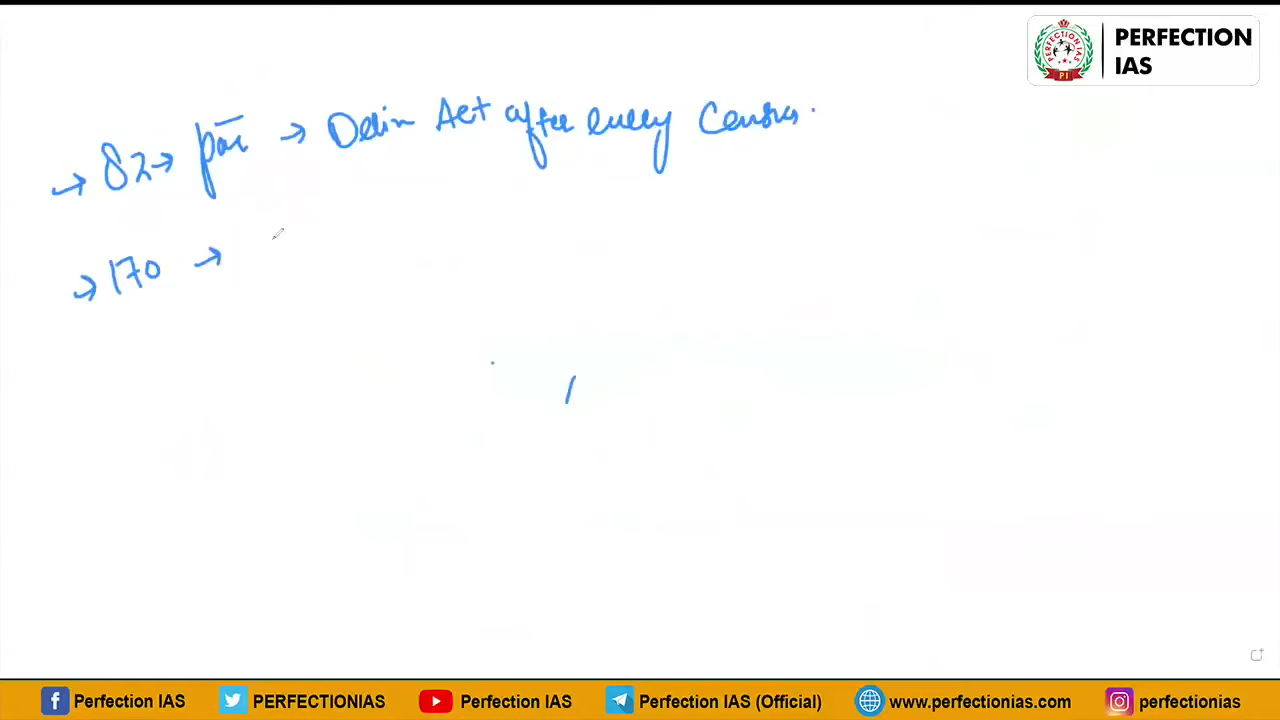 PERFECTION
IAS
→ 82 → → Delim Act after every Census.
→ 170 →
Perfection IAS PERFECTIONIAS Perfection IAS Perfection IAS (Official) www.perfectionias.com perfectionias